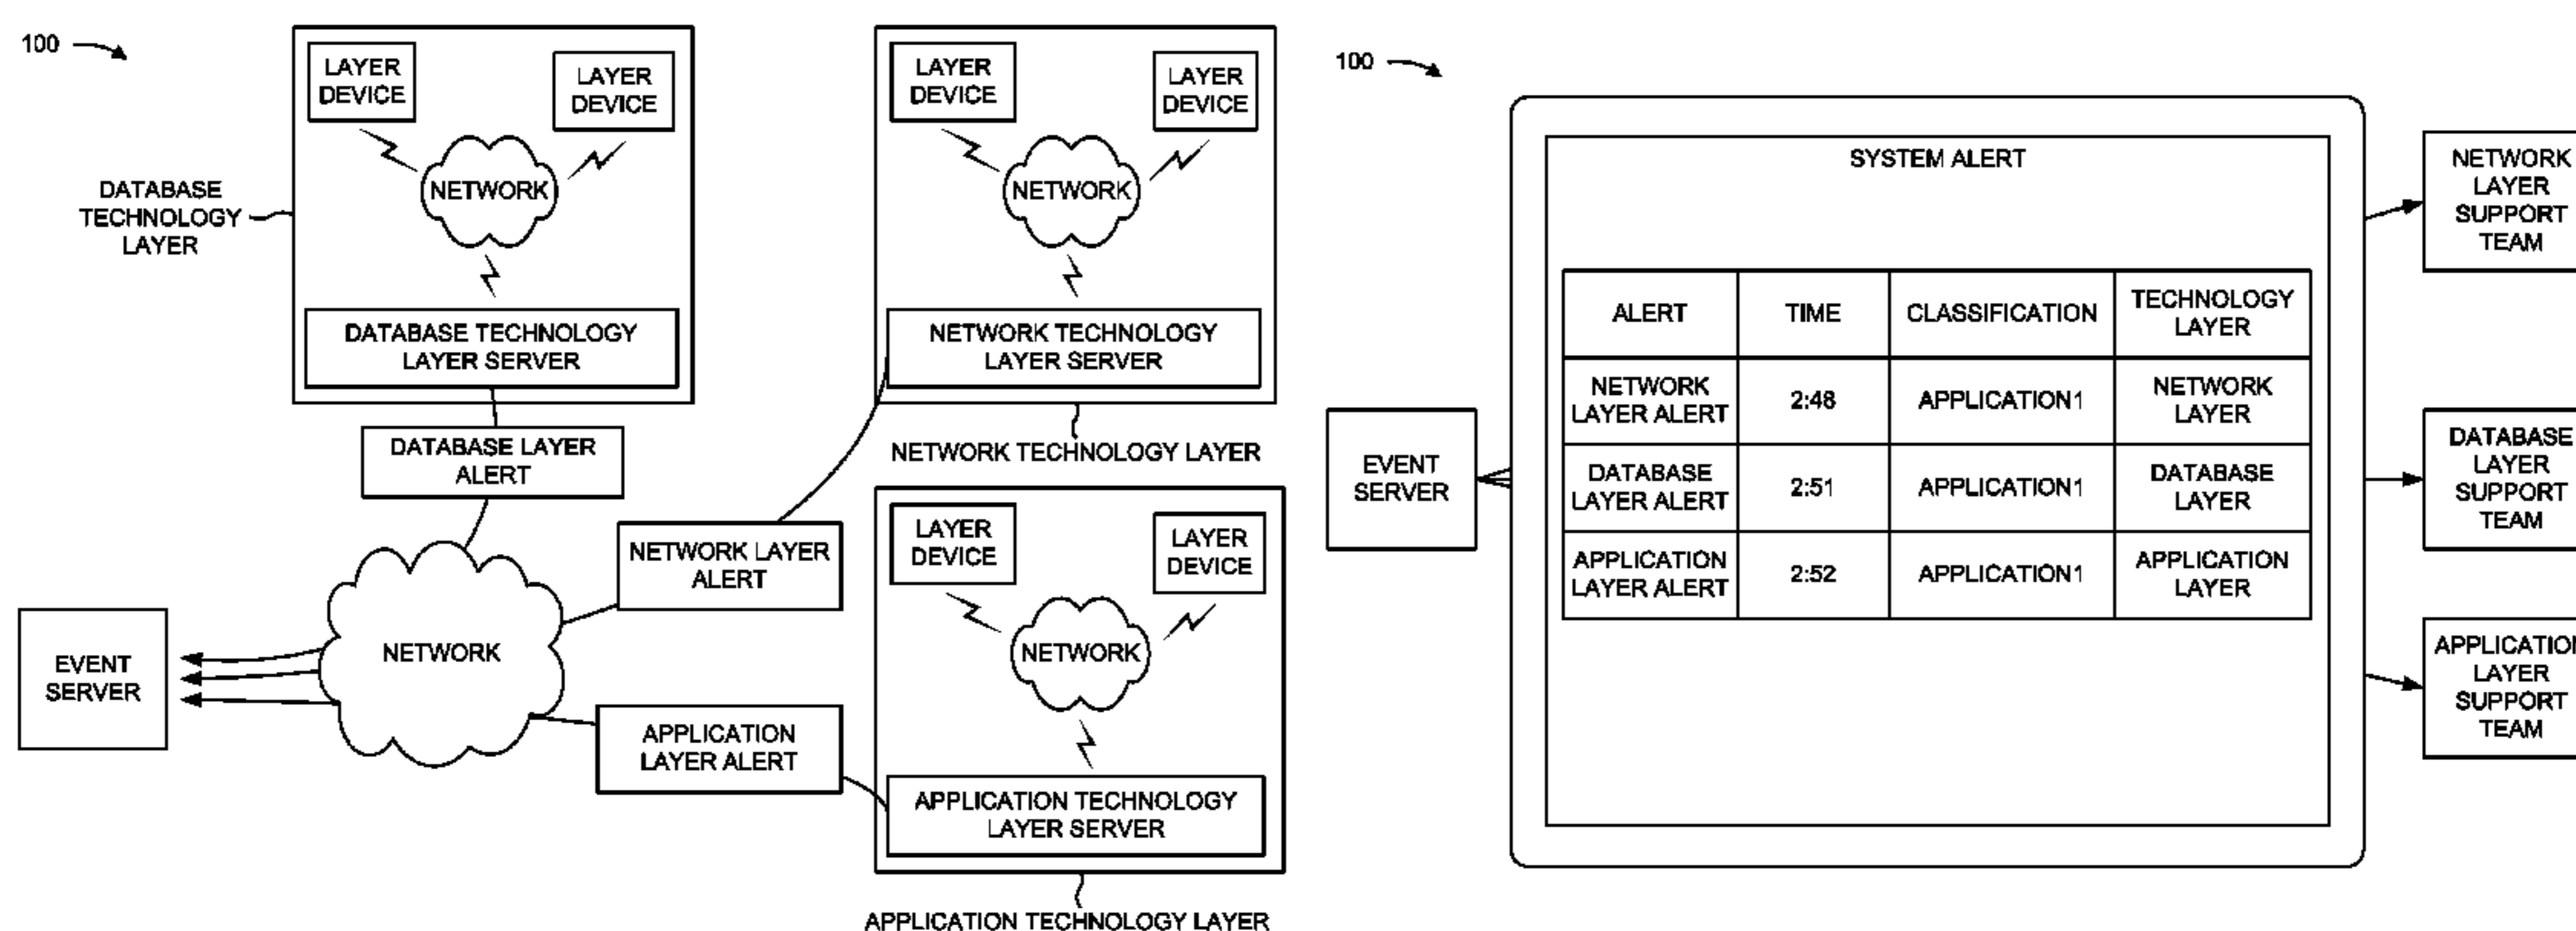 100
LAYER
DEVICE
LAYER
DEVICE
NETWORK
DATABASE
TECHNOLOGY
LAYER
DATABASE TECHNOLOGY
LAYER SERVER
DATABASE LAYER
ALERT
LAYER
DEVICE
LAYER
DEVICE
NETWORK
NETWORK TECHNOLOGY
LAYER SERVER
NETWORK TECHNOLOGY LAYER
NETWORK LAYER
ALERT
NETWORK
EVENT
SERVER
APPLICATION
LAYER ALERT
LAYER
DEVICE
LAYER
DEVICE
NETWORK
APPLICATION TECHNOLOGY
LAYER SERVER
APPLICATION TECHNOLOGY LAYER
100
EVENT
SERVER
SYSTEM ALERT
ALERT
TIME
CLASSIFICATION
TECHNOLOGY
LAYER
NETWORK
LAYER ALERT
2:48
APPLICATION1
NETWORK
LAYER
DATABASE
LAYER ALERT
2:51
APPLICATION1
DATABASE
LAYER
APPLICATION
LAYER ALERT
2:52
APPLICATION1
APPLICATION
LAYER
NETWORK
LAYER
SUPPORT
TEAM
DATABASE
LAYER
SUPPORT
TEAM
APPLICATION
LAYER
SUPPORT
TEAM